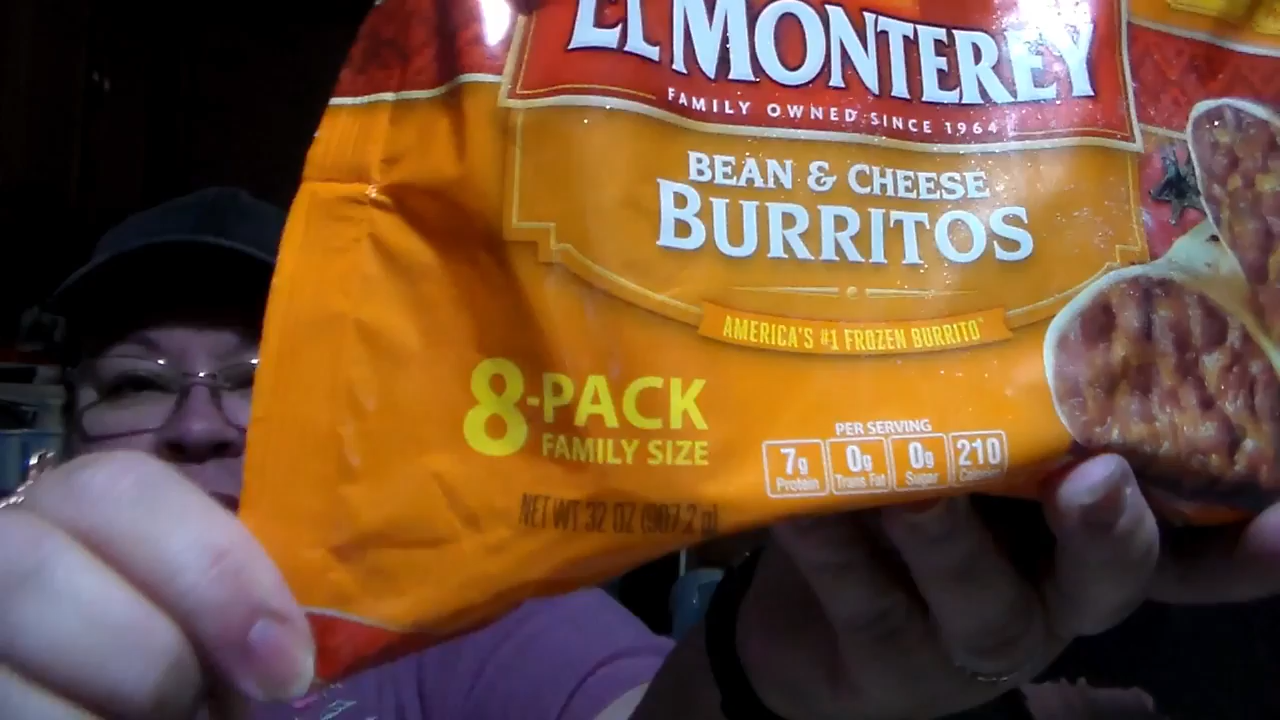 EL MONTEREY
FAMILY OWNED SINCE 1964
BEAN & CHEESE
BURRITOS
AMERICA'S #1 FROZEN BURRITO
8-PACK
FAMILY SIZE
PER SERVING
7g 0g 0g 210
Protein Trans Fat Sugar Calories
NET WT 32 OZ (907.2 g)